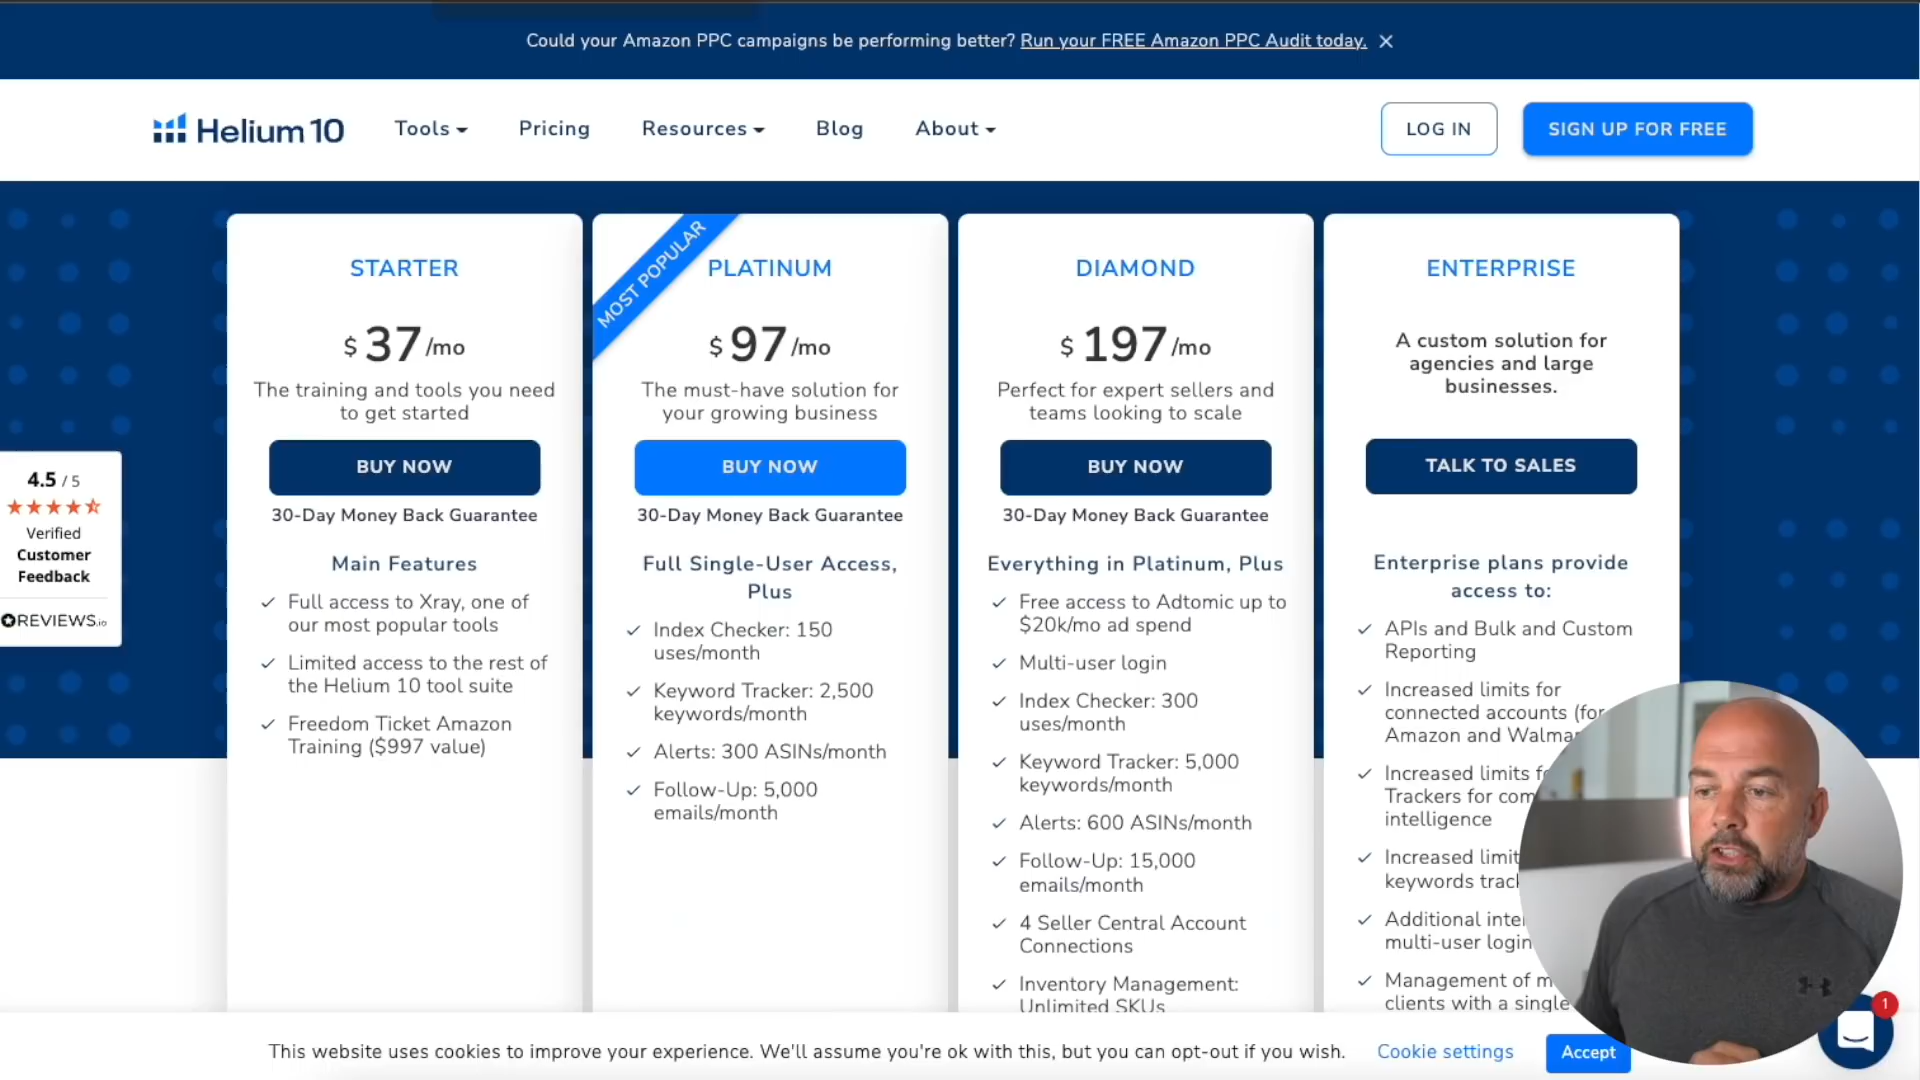 Could your Amazon PPC campaigns be performing better? Run your FREE Amazon PPC Audit today.
Helium 10
Tools
Pricing
Resources
Blog
About
LOG IN
SIGN UP FOR FREE
STARTER
$ 37 /mo
The training and tools you need
to get started
BUY NOW
30-Day Money Back Guarantee
Main Features
Full access to Xray, one of
our most popular tools
Limited access to the rest of
the Helium 10 tool suite
Freedom Ticket Amazon
Training ($997 value)
MOST POPULAR
PLATINUM
$ 97 /mo
The must-have solution for
your growing business
BUY NOW
30-Day Money Back Guarantee
Full Single-User Access,
Plus
Index Checker: 150
uses/month
Keyword Tracker: 2,500
keywords/month
Alerts: 300 ASINs/month
Follow-Up: 5,000
emails/month
DIAMOND
$ 197 /mo
Perfect for expert sellers and
teams looking to scale
BUY NOW
30-Day Money Back Guarantee
Everything in Platinum, Plus
Free access to Adtomic up to
$20k/mo ad spend
Multi-user login
Index Checker: 300
uses/month
Keyword Tracker: 5,000
keywords/month
Alerts: 600 ASINs/month
Follow-Up: 15,000
emails/month
4 Seller Central Account
Connections
Inventory Management:
Unlimited SKUs
ENTERPRISE
A custom solution for
agencies and large
businesses.
TALK TO SALES
Enterprise plans provide
access to:
APIs and Bulk and Custom
Reporting
Increased limits for
connected accounts (for
Amazon and
Increased limits
Trackers for
intelligence
Increased
keywords
Additional
multi-user login
Management of
clients with a single
4.5 / 5
Verified
Customer
Feedback
REVIEWS.io
This website uses cookies to improve your experience. We'll assume you're ok with this, but you can opt-out if you wish.
Cookie settings
Accept
1